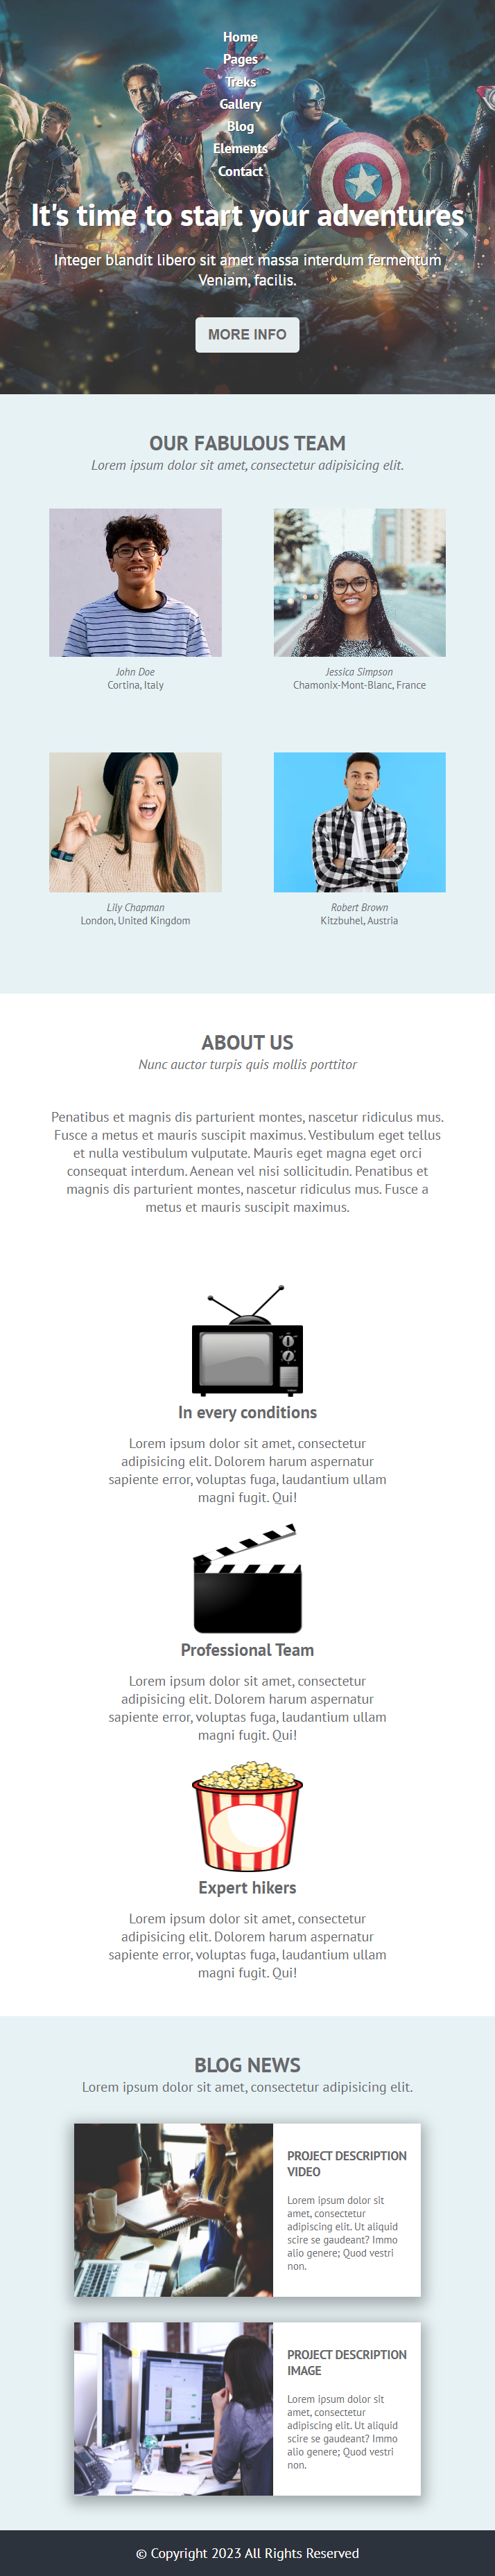 Home
Pages
Treks
Gallery
Blog
Elements
Contact
It's time to start your adventures
Integer blandit libero sit amet massa interdum fermentum
Veniam, facilis.
MORE INFO
OUR FABULOUS TEAM
Lorem ipsum dolor sit amet, consectetur adipisicing elit.
John Doe
Cortina, Italy
Jessica Simpson
Chamonix-Mont-Blanc, France
Lily Chapman
London, United Kingdom
Robert Brown
Kitzbuhel, Austria
ABOUT US
Nunc auctor turpis quis mollis porttitor
Penatibus et magnis dis parturient montes, nascetur ridiculus mus.
Fusce a metus et mauris suscipit maximus. Vestibulum eget tellus
et nulla vestibulum vulputate. Mauris eget magna eget orci
consequat interdum. Aenean vel nisi sollicitudin. Penatibus et
magnis dis parturient montes, nascetur ridiculus mus. Fusce a
metus et mauris suscipit maximus.
In every conditions
Lorem ipsum dolor sit amet, consectetur
adipisicing elit. Dolorem harum aspernatur
sapiente error, voluptas fuga, laudantium ullam
magni fugit. Qui!
Professional Team
Lorem ipsum dolor sit amet, consectetur
adipisicing elit. Dolorem harum aspernatur
sapiente error, voluptas fuga, laudantium ullam
magni fugit. Qui!
Expert hikers
Lorem ipsum dolor sit amet, consectetur
adipisicing elit. Dolorem harum aspernatur
sapiente error, voluptas fuga, laudantium ullam
magni fugit. Qui!
BLOG NEWS
Lorem ipsum dolor sit amet, consectetur adipisicing elit.
PROJECT DESCRIPTION
VIDEO
Lorem ipsum dolor sit
amet, consectetur
adipiscing elit. Ut aliquid
scire se gaudeant? Immo
alio genere; Quod vestri
non.
PROJECT DESCRIPTION
IMAGE
Lorem ipsum dolor sit
amet, consectetur
adipiscing elit. Ut aliquid
scire se gaudeant? Immo
alio genere; Quod vestri
non.
© Copyright 2023 All Rights Reserved